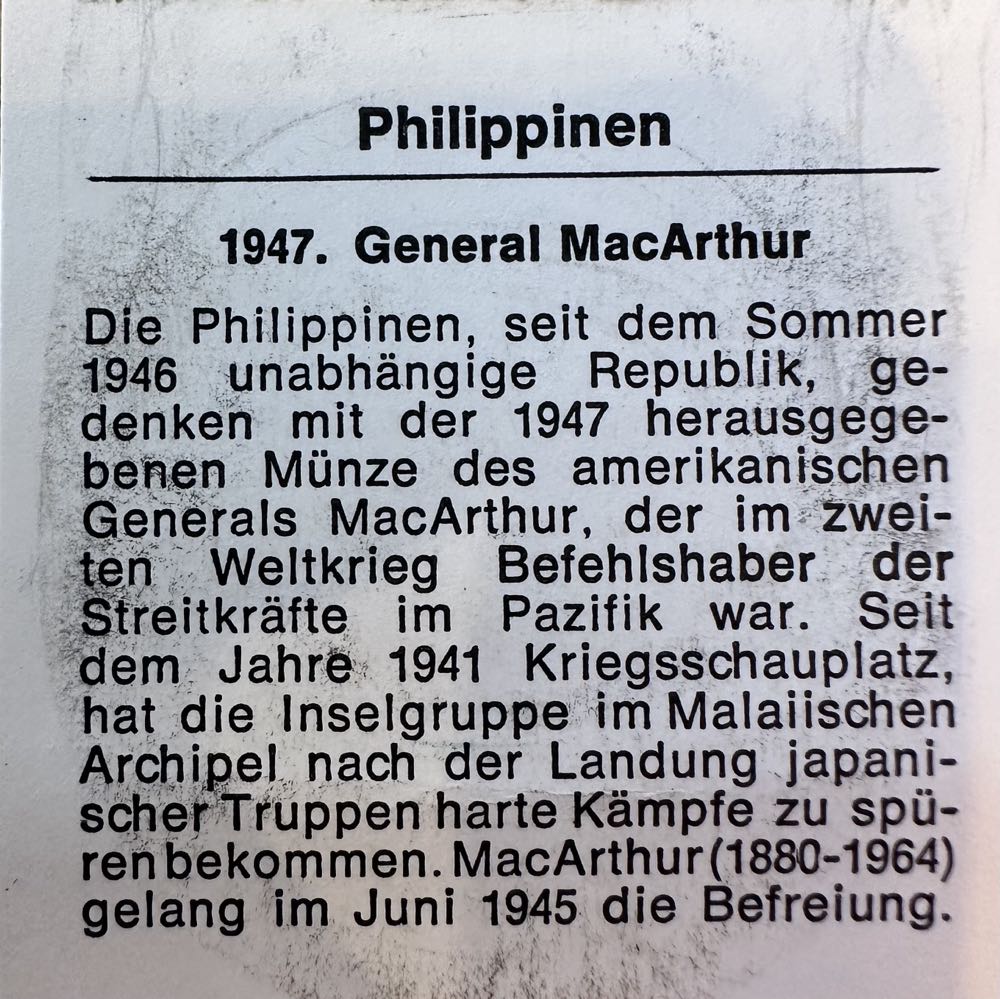 Philippinen
1947. General MacArthur
Die Philippinen, seit dem Sommer
1946 unabhängige Republik, ge-
denken mit der 1947 herausgege-
benen Münze des amerikanischen
Generals MacArthur, der im zwei-
ten Weltkrieg Befehlshaber der
Streitkräfte im Pazifik war. Seit
dem Jahre 1941 Kriegsschauplatz,
hat die Inselgruppe im Malaiischen
Archipel nach der Landung japani-
scher Truppen harte Kämpfe zu spü-
ren bekommen. MacArthur (1880-1964)
gelang im Juni 1945 die Befreiung.